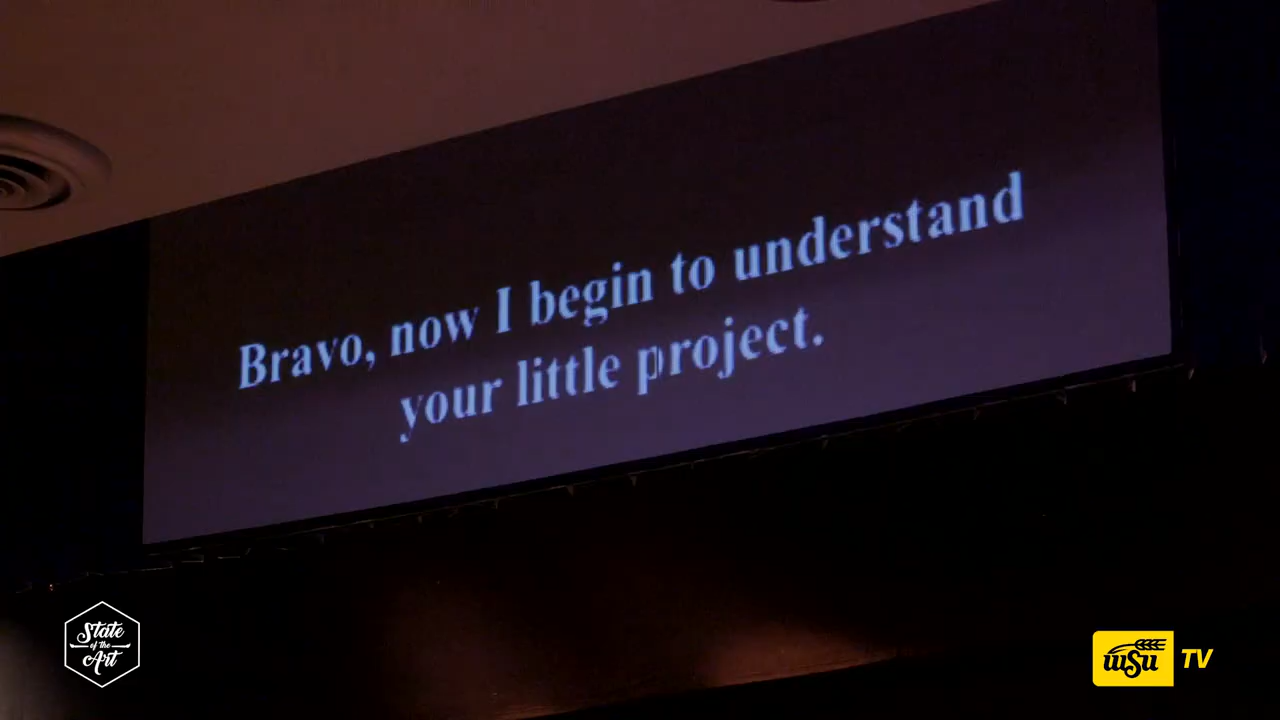 Bravo, now I begin to understand
your little project.
State
of the
Art
WSU TV